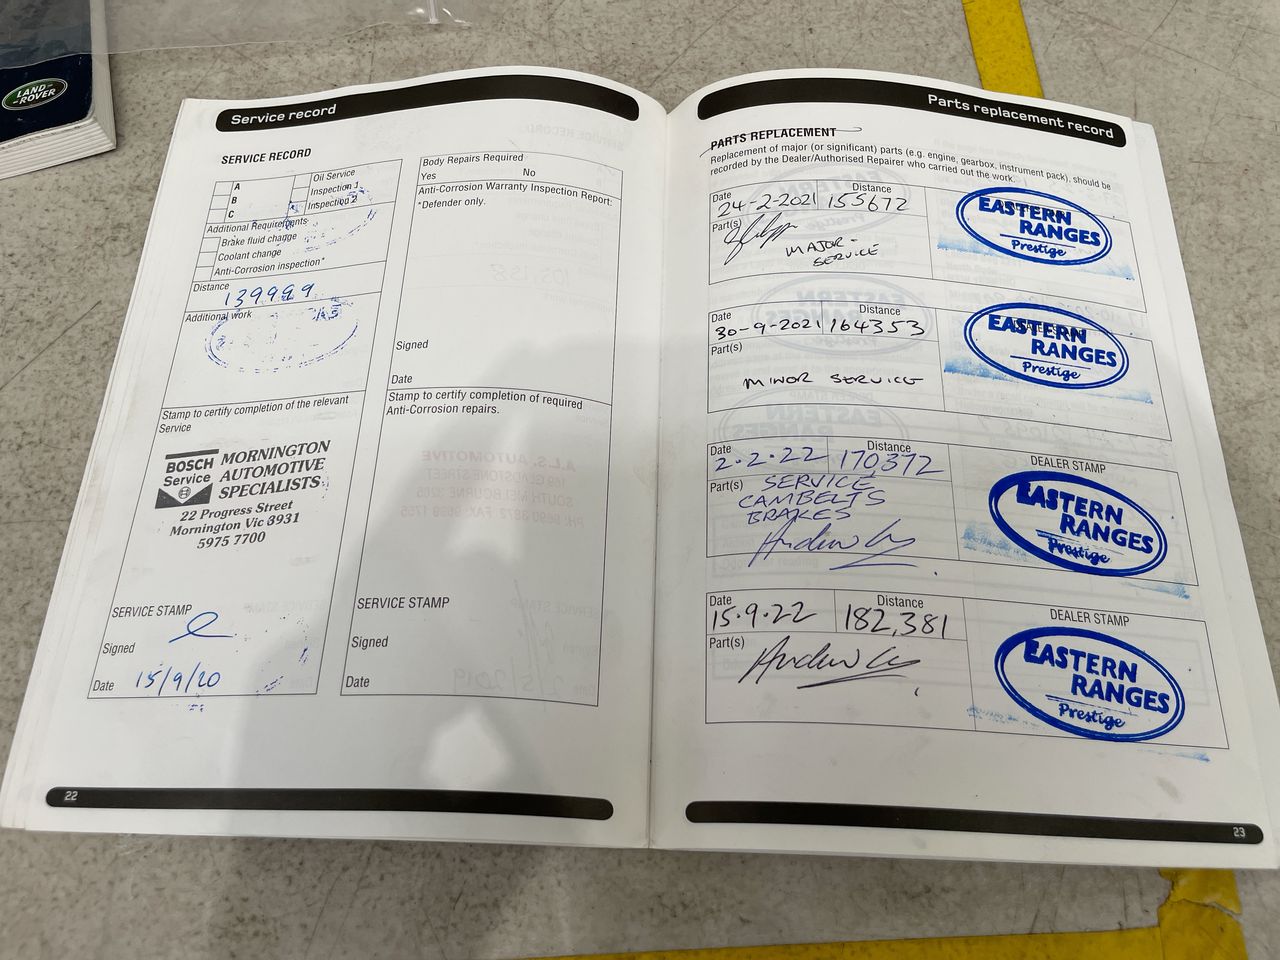 LAND-
-ROVER
Service record
SERVICE RECORD
A
B
C
Oil Service
Inspection 1
Inspection 2
Additional Requirements
Brake fluid change
Coolant change
Anti-Corrosion inspection*
Distance
139999
Additional work
Stamp to certify completion of the relevant
Service
BOSCH
Service
MORNINGTON
AUTOMOTIVE
SPECIALISTS
22 Progress Street
Mornington Vic 3931
5975 7700
SERVICE STAMP
Signed
Date 15/9/20
Body Repairs Required
Yes No
Anti-Corrosion Warranty Inspection Report:
*Defender only.
Signed
Date
Stamp to certify completion of required
Anti-Corrosion repairs.
SERVICE STAMP
Signed
Date
22
Parts replacement record
PARTS REPLACEMENT
Replacement of major (or significant) parts (e.g. engine, gearbox, instrument pack), should be
recorded by the Dealer/Authorised Repairer who carried out the work.
Date Distance
24-2-2021 155672
Part(s)
MAJOR-
SERVICE
EASTERN
RANGES
Prestige
Date Distance
30-9-2021 164353
Part(s)
MINOR SERVICE
EASTERN
RANGES
Prestige
Date Distance
2.2.22 170372
Part(s) SERVICE
CAMBELTS
BRAKES
DEALER STAMP
EASTERN
RANGES
Prestige
Date Distance
15.9.22 182,381
Part(s)
DEALER STAMP
EASTERN
RANGES
Prestige
23